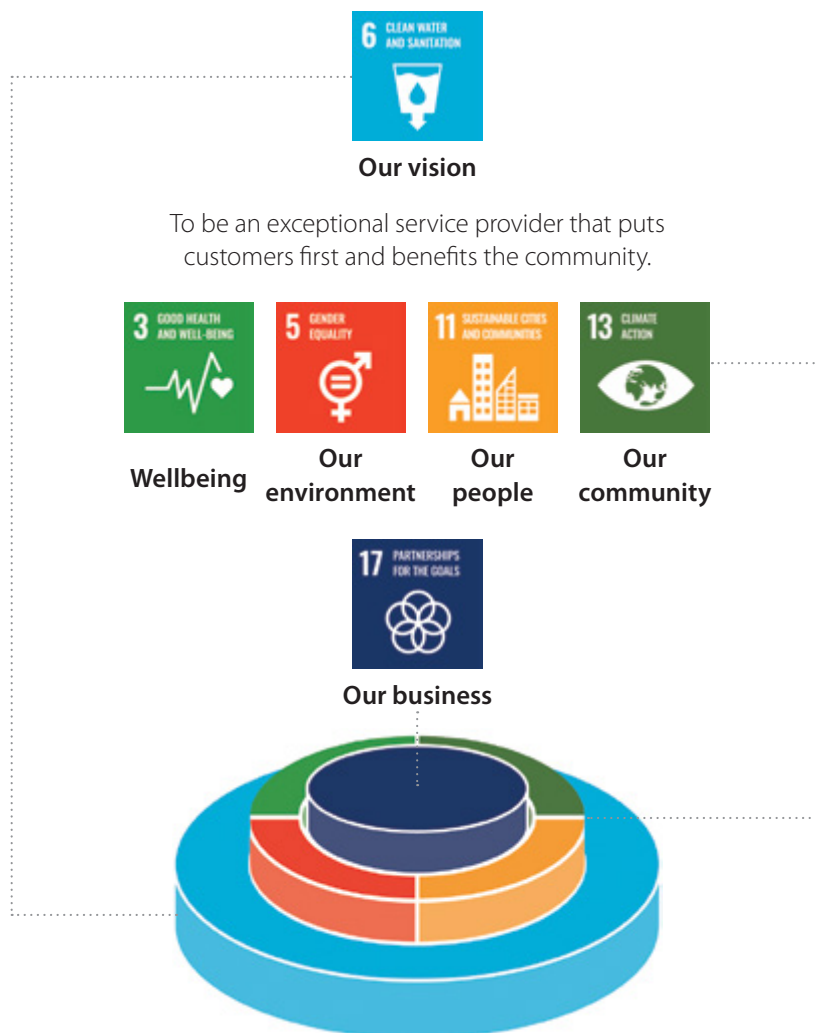 6 CLEAN WATER
AND SANITATION
Our vision
To be an exceptional service provider that puts
customers first and benefits the community.
3 GOOD HEALTH
AND WELL-BEING
5 GENDER
EQUALITY
11 SUSTAINABLE CITIES
AND COMMUNITIES
13 CLIMATE
ACTION
Wellbeing
Our
environment
Our
people
Our
community
17 PARTNERSHIPS
FOR THE GOALS
Our business